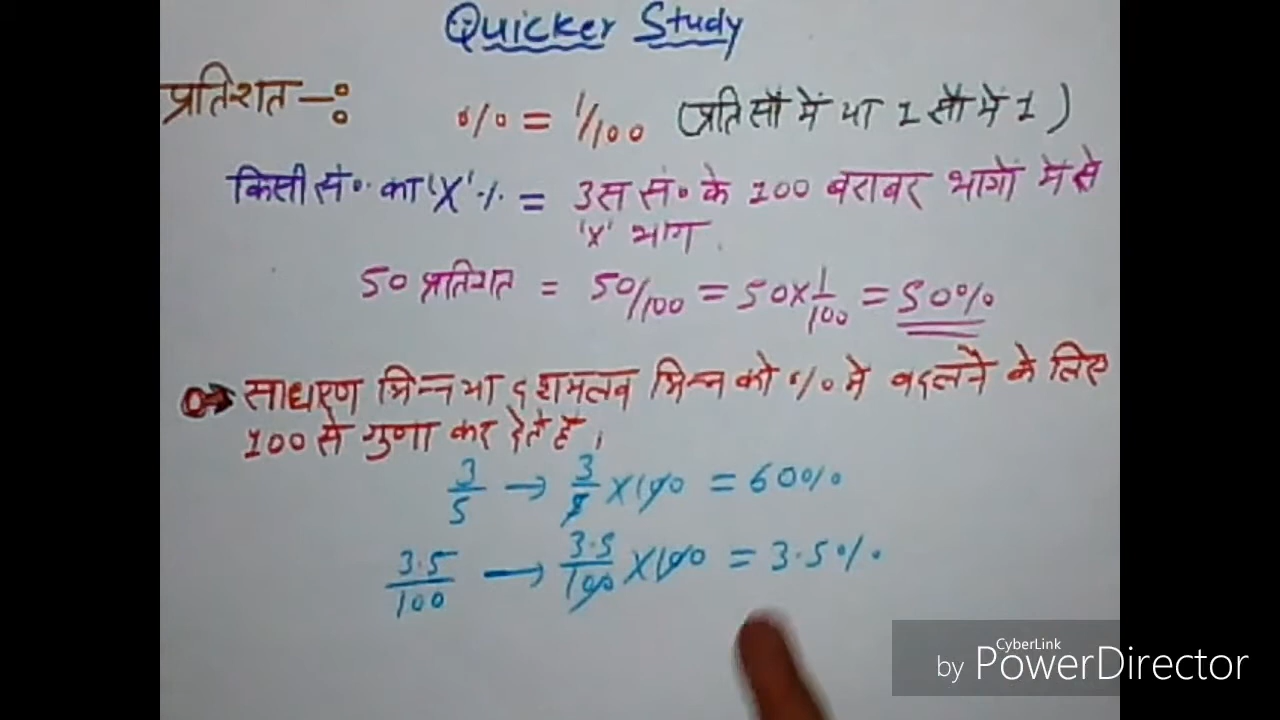 Quicker Study
प्रतिशत —:
% = 1/100 (प्रति सौ में या 1 सौ में 1)
किसी सं॰ का 'X' % = उस सं॰ के 100 बराबर भागों में से
'x' भाग.
50 प्रतिशत = 50/100 = 50 × 1/100 = 50%
साधारण भिन्न या दशमलव भिन्न को % मे बदलने के लिए
100 से गुणा कर देते हैं।
3/5 → 3/5 × 100 = 60%
3.5/100 → 3.5/100 × 100 = 3.5%
CyberLink
by PowerDirector